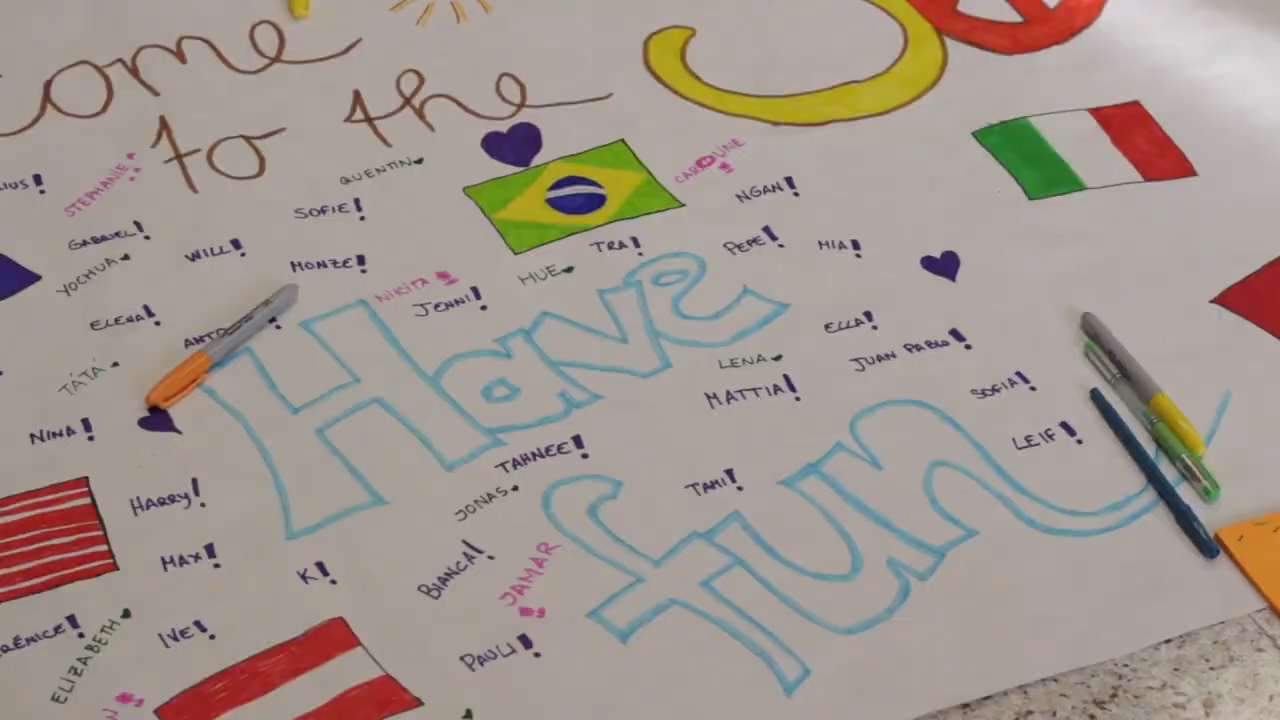 ome
to the
STEPHANIE
QUENTIN
CAROLINE
NGAN!
SOFIE!
GABRIEL!
WILL!
TRA!
PEPE!
MIA!
YOCHUA
MONZE!
NIKITA
JENNI!
HUE
Have
ELENA!
ELLA!
JUAN PABLO!
TÁTÁ
LENA
MATTIA!
SOFIA!
NINA!
LEIF!
TAHNEE!
HARRY!
JONAS
TAMI!
fun
MAX!
K!
BIANCA!
JAMAR
IVE!
ELIZABETH
PAULI!